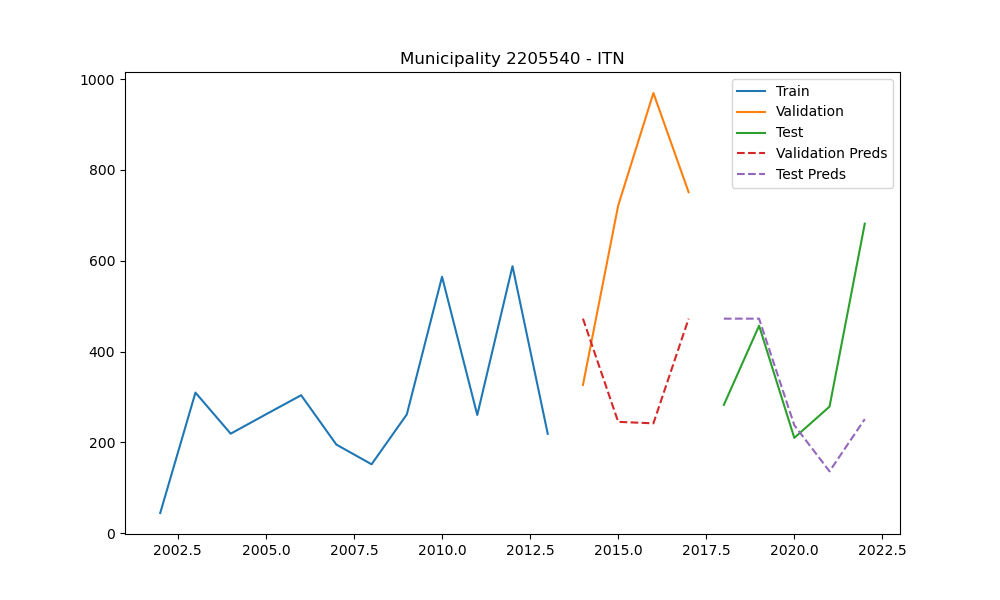 Municipality 2205540 - ITN
1000
800
600
400
200
0
2002.5 2005.0 2007.5 2010.0 2012.5 2015.0 2017.5 2020.0 2022.5
Train
Validation
Test
Validation Preds
Test Preds